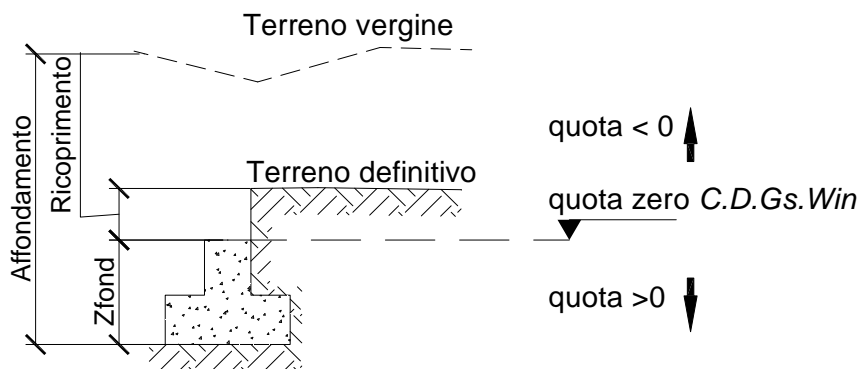 Terreno vergine
Affondamento
Ricoprimento
quota < 0
Terreno definitivo
quota zero C.D.Gs.Win
Zfond
quota >0